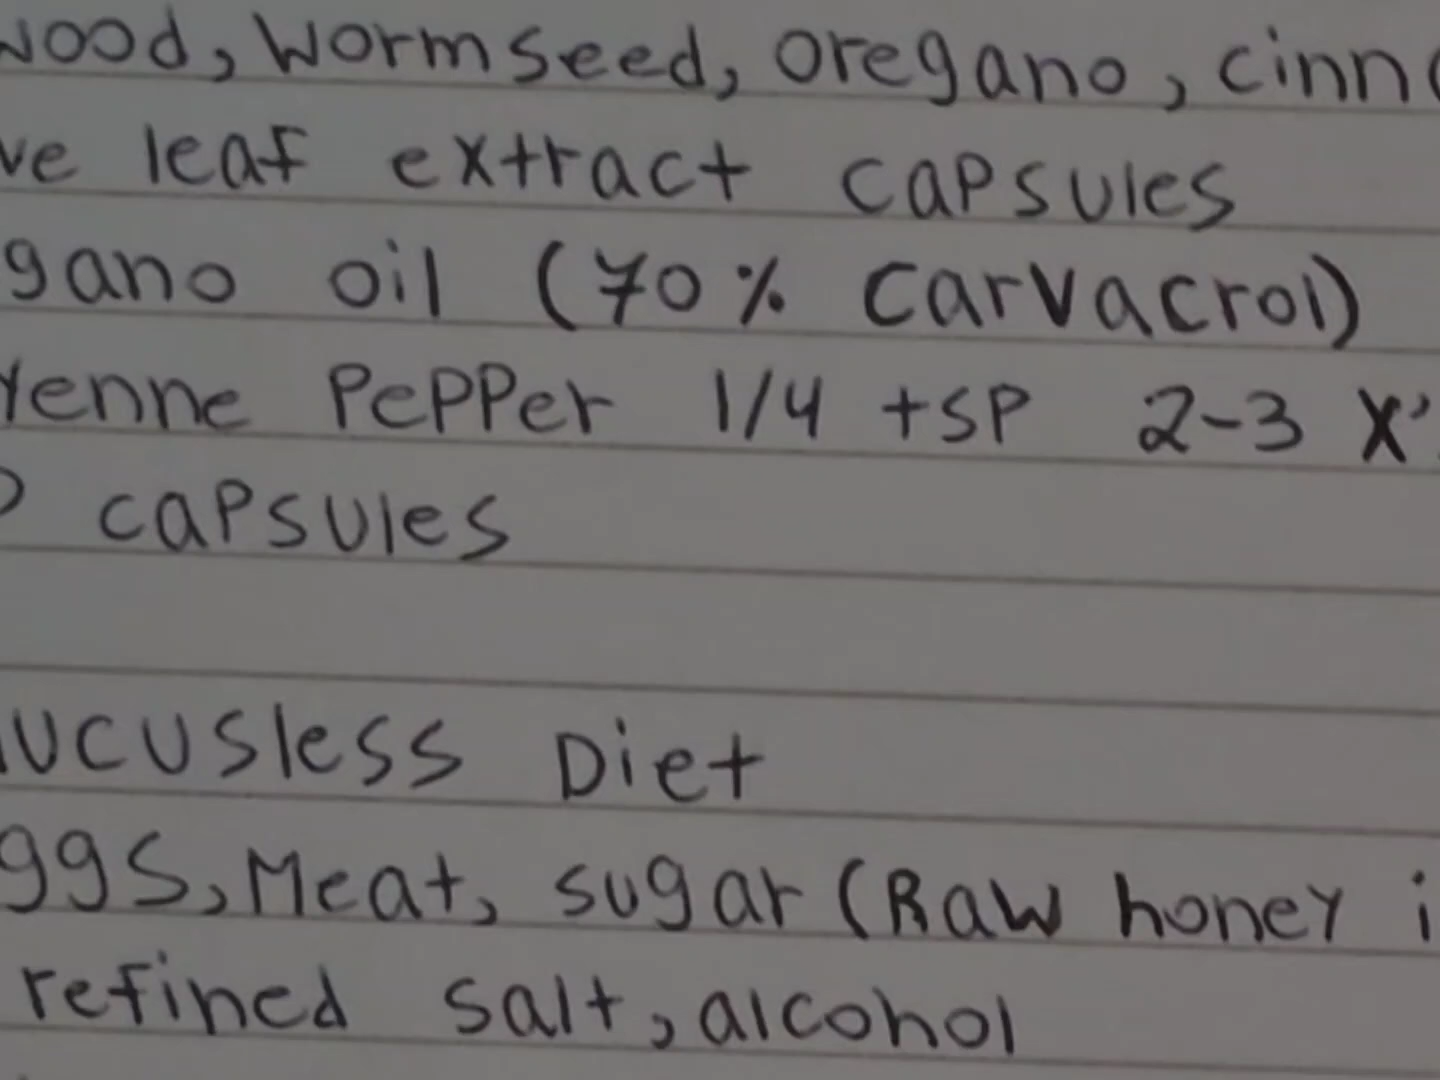 wood, Wormseed, Oregano, cinn
ve leaf extract capsules
gano oil (70% Carvacrol)
yenne Pepper 1/4 tsp 2-3 X'
capsules
ucusless Diet
ggs, Meat, sugar (Raw honey i
refined salt, alcohol